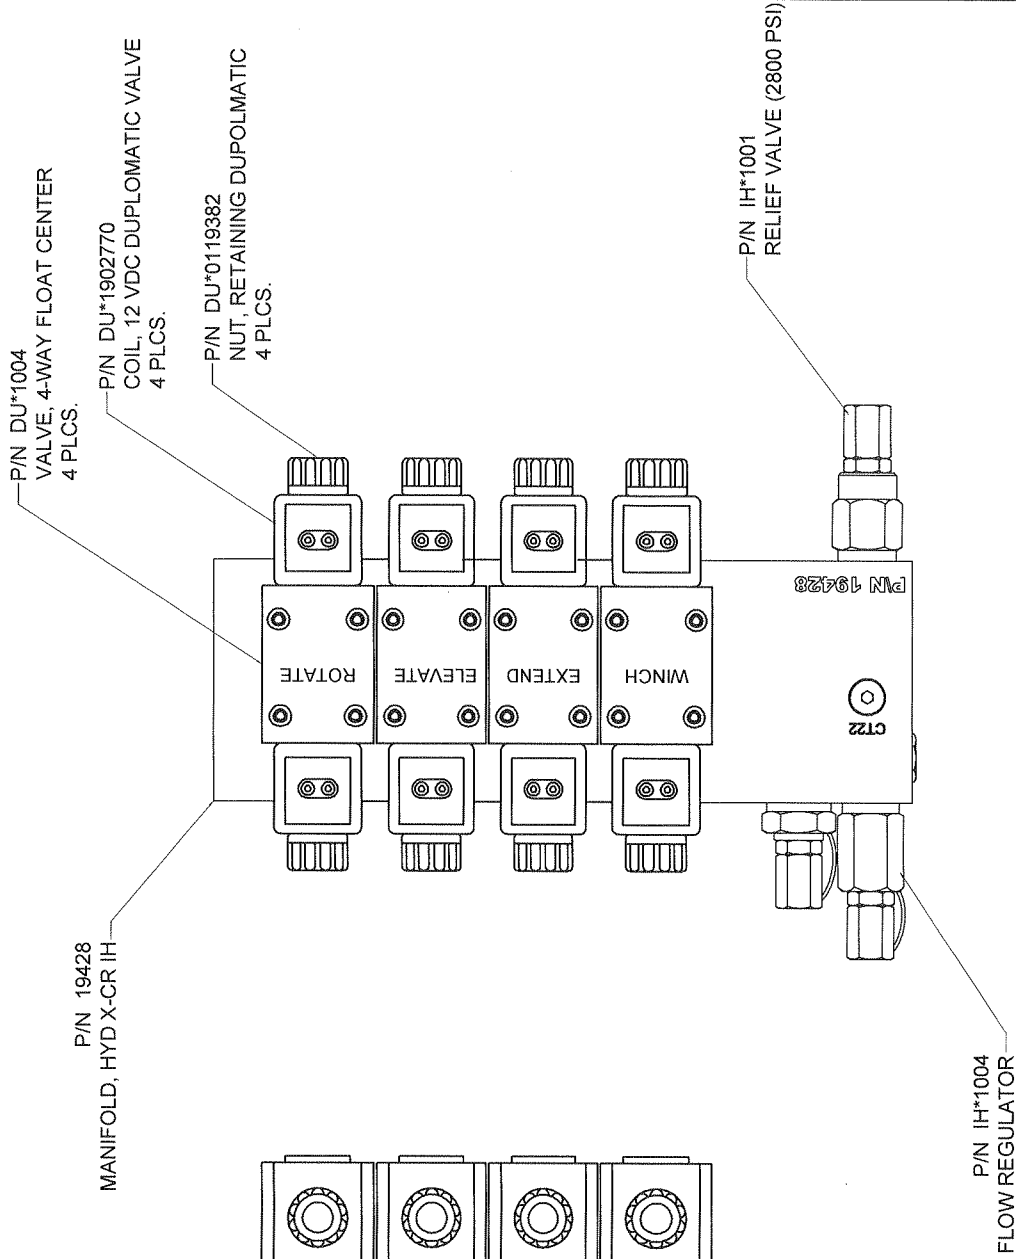 P/N DU*1004
VALVE, 4-WAY FLOAT CENTER
4 PLCS.
P/N DU*1902770
COIL, 12 VDC DUPLOMATIC VALVE
4 PLCS.
P/N DU*0119382
NUT, RETAINING DUPOLMATIC
4 PLCS.
P/N IH*1001
RELIEF VALVE (2800 PSI)
P/N 19428
MANIFOLD, HYD X-CR IH
ROTATE
ELEVATE
EXTEND
WINCH
P\N 19428
CT22
P/N IH*1004
FLOW REGULATOR